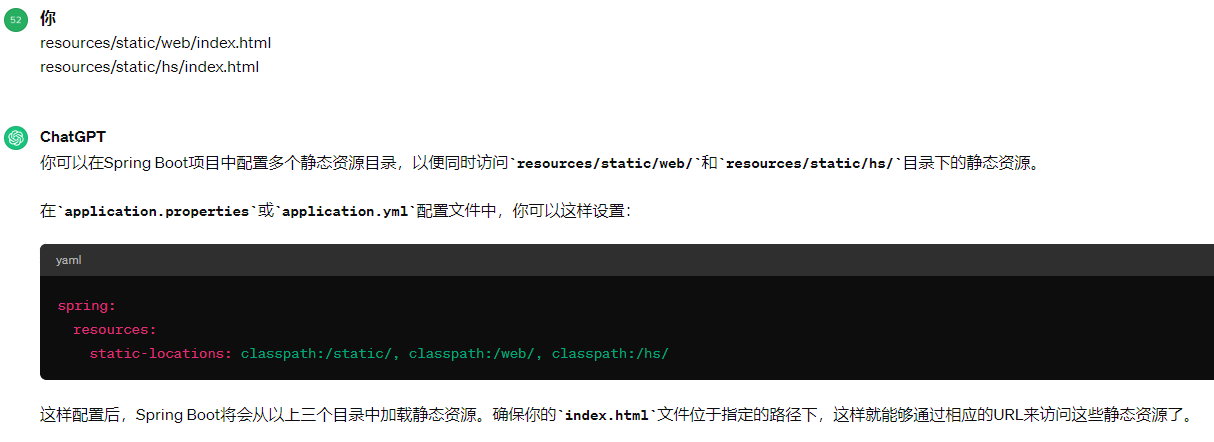 52 你
resources/static/web/index.html
resources/static/hs/index.html
ChatGPT
你可以在Spring Boot项目中配置多个静态资源目录，以便同时访问`resources/static/web/`和`resources/static/hs/`目录下的静态资源。
在`application.properties`或`application.yml`配置文件中，你可以这样设置：
yaml
spring:
  resources:
    static-locations: classpath:/static/, classpath:/web/, classpath:/hs/
这样配置后，Spring Boot将会从以上三个目录中加载静态资源。确保你的`index.html`文件位于指定的路径下，这样就能够通过相应的URL来访问这些静态资源了。